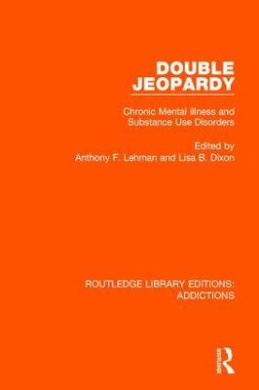 DOUBLE
JEOPARDY
Chronic Mental Illness and
Substance Use Disorders
Edited by
Anthony F. Lehman and Lisa B. Dixon
ROUTLEDGE LIBRARY EDITIONS:
ADDICTIONS
ROUTLEDGE